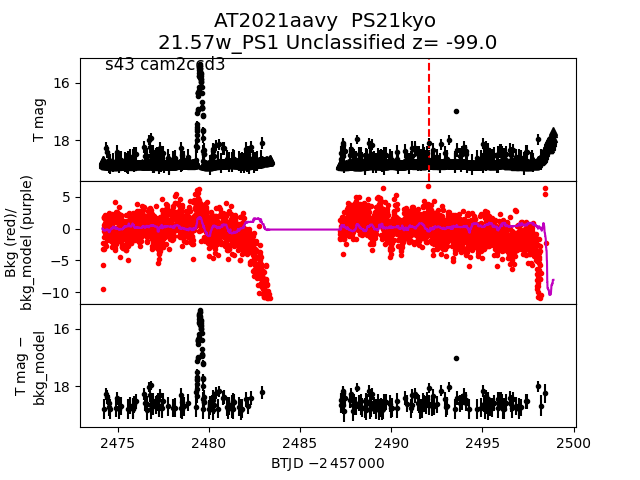 AT2021aavy  PS21kyo
21.57w_PS1 Unclassified z= -99.0
s43 cam2ccd3
T mag
16
18
Bkg (red)/
bkg_model (purple)
5
0
−5
−10
T mag −
bkg_model
16
18
2475
2480
2485
2490
2495
2500
BTJD −2 457 000